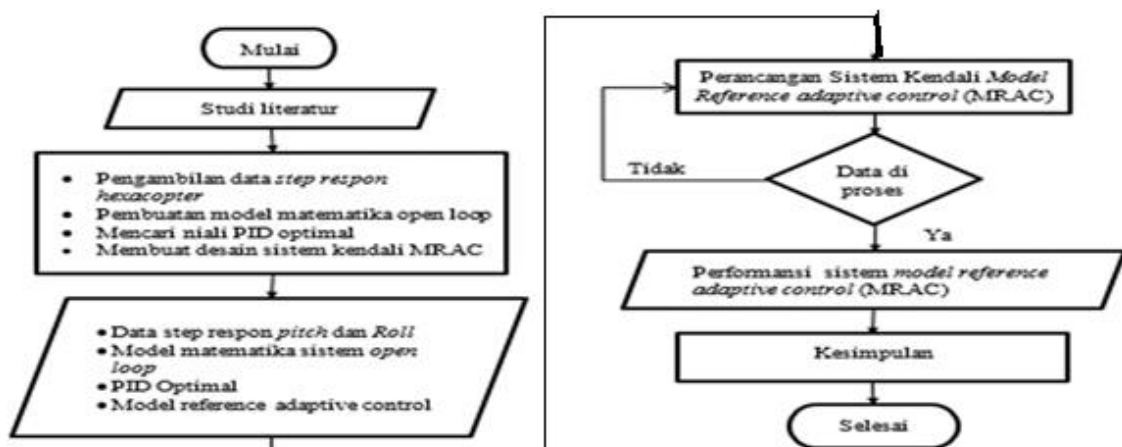 Mulai
Studi literatur
• Pengambilan data step respon
hexacopter
• Pembuatan model matematika open loop
• Mencari niali PID optimal
• Membuat desain sistem kendali MRAC
• Data step respon pitch dan Roll
• Model matematika sistem open
loop
• PID Optimal
• Model reference adaptive control
Perancangan Sistem Kendali Model
Reference adaptive control (MRAC)
Tidak
Data di
proses
Ya
Performansi sistem model reference
adaptive control (MRAC)
Kesimpulan
Selesai